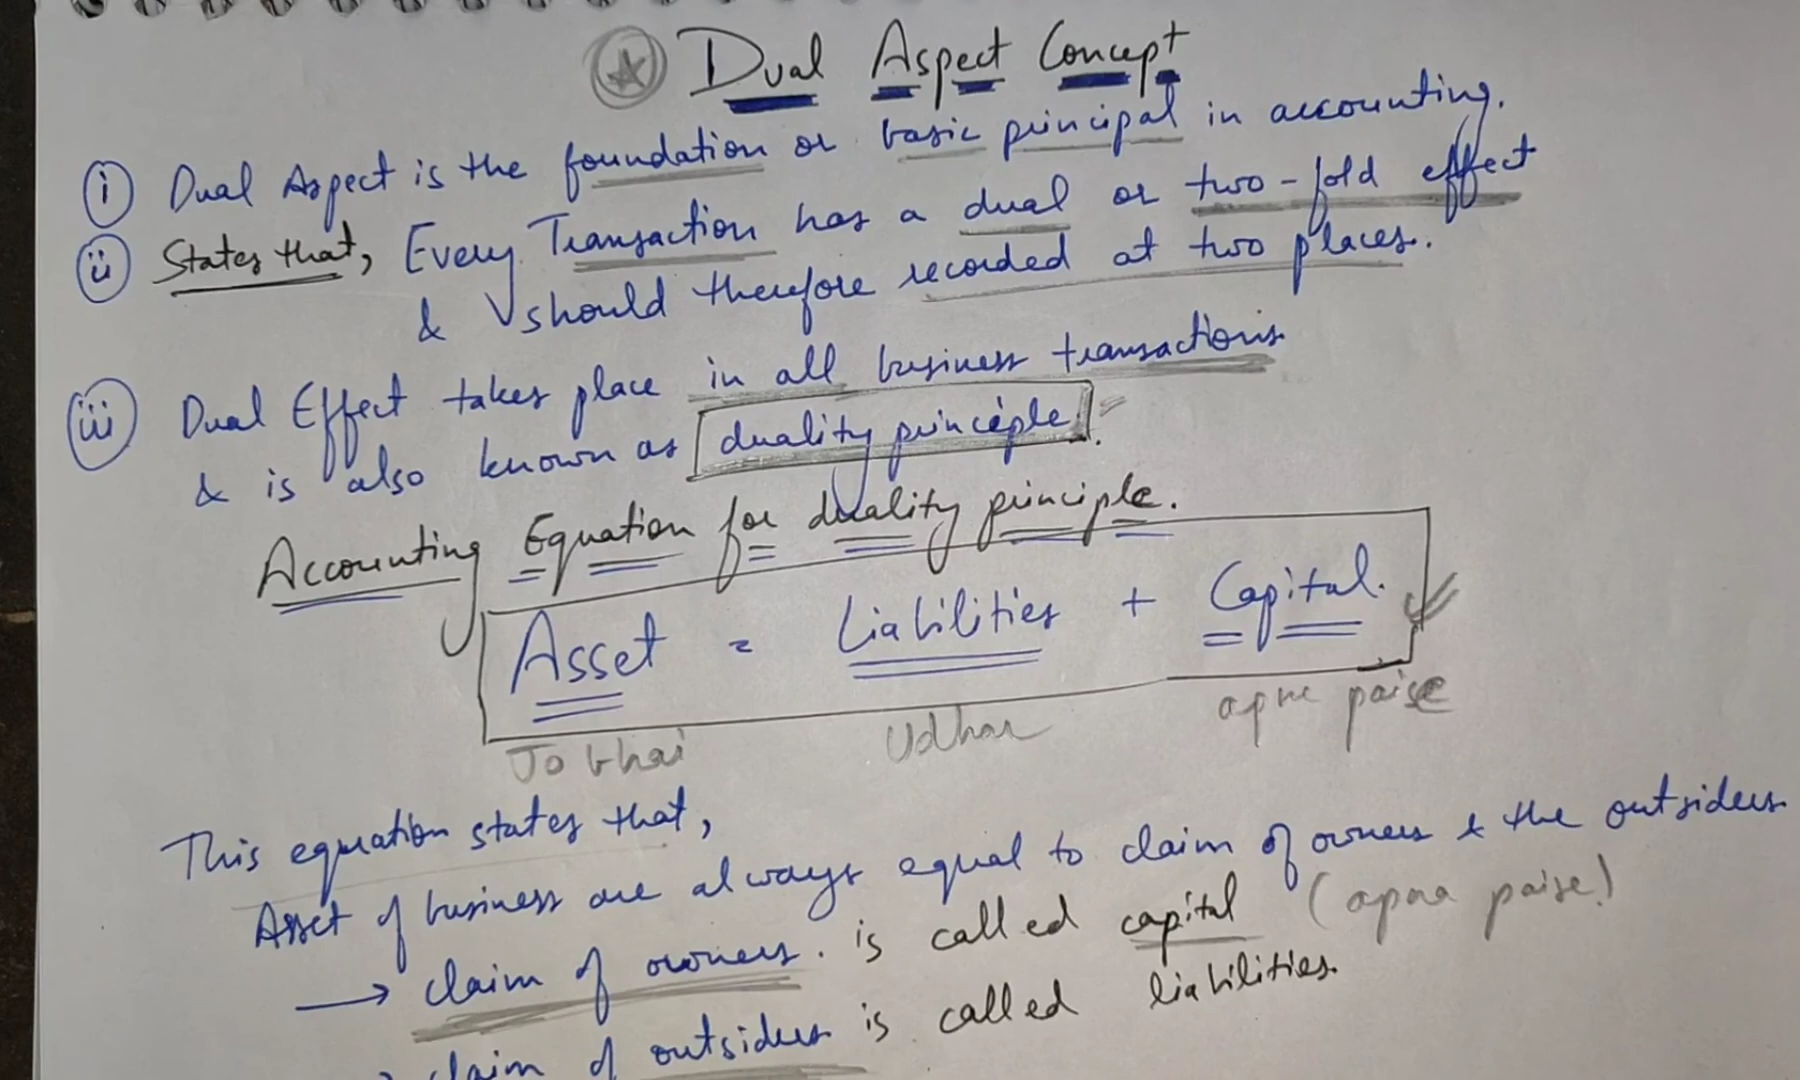 Dual Aspect Concept
i Dual Aspect is the foundation or basic principal in accounting.
ii States that, Every Transaction has a dual or two-fold effect
& should therefore recorded at two places.
iii Dual Effect takes place in all business transactions
& is also known as duality principle.
Accounting Equation for duality principle.
Asset = Liabilities + Capital.
Jo bhai Udhar apne paise
This equation states that,
Asset of business are always equal to claim of owners & the outsiders
→ claim of owners. is called capital (apna paise)
claim of outsiders is called liabilities.